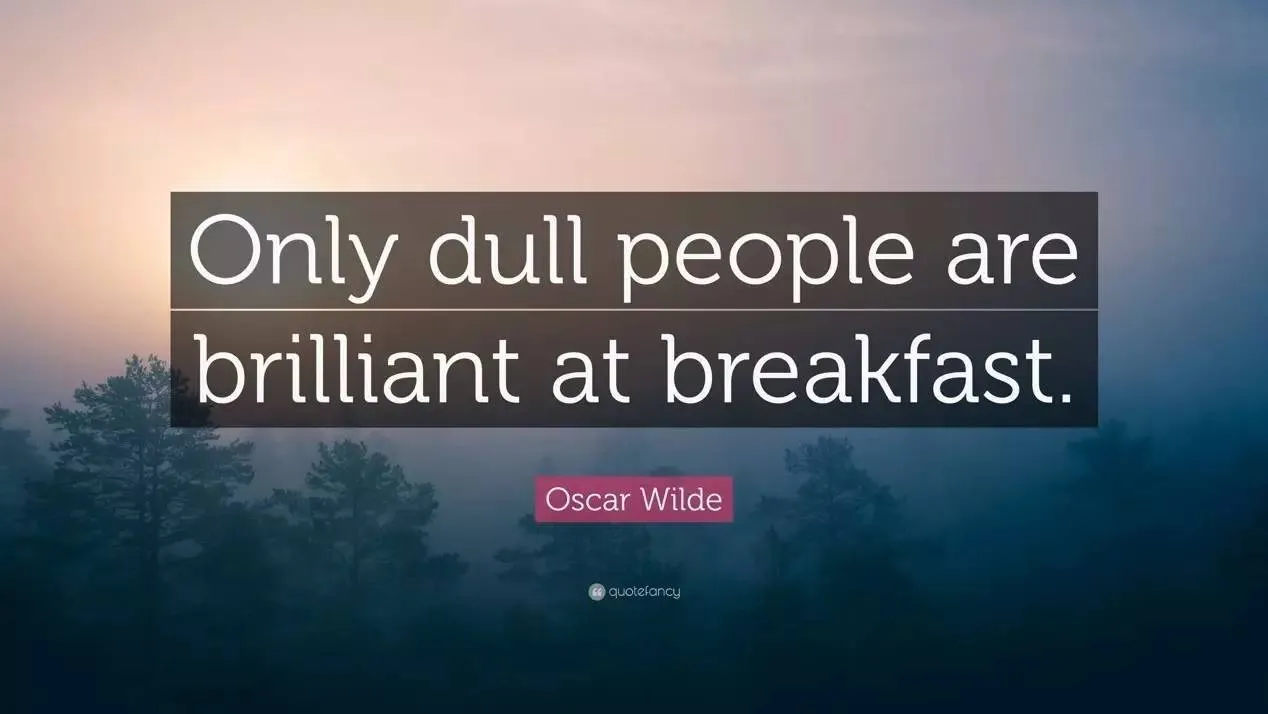 Only dull people are
brilliant at breakfast.
Oscar Wilde
quotefancy